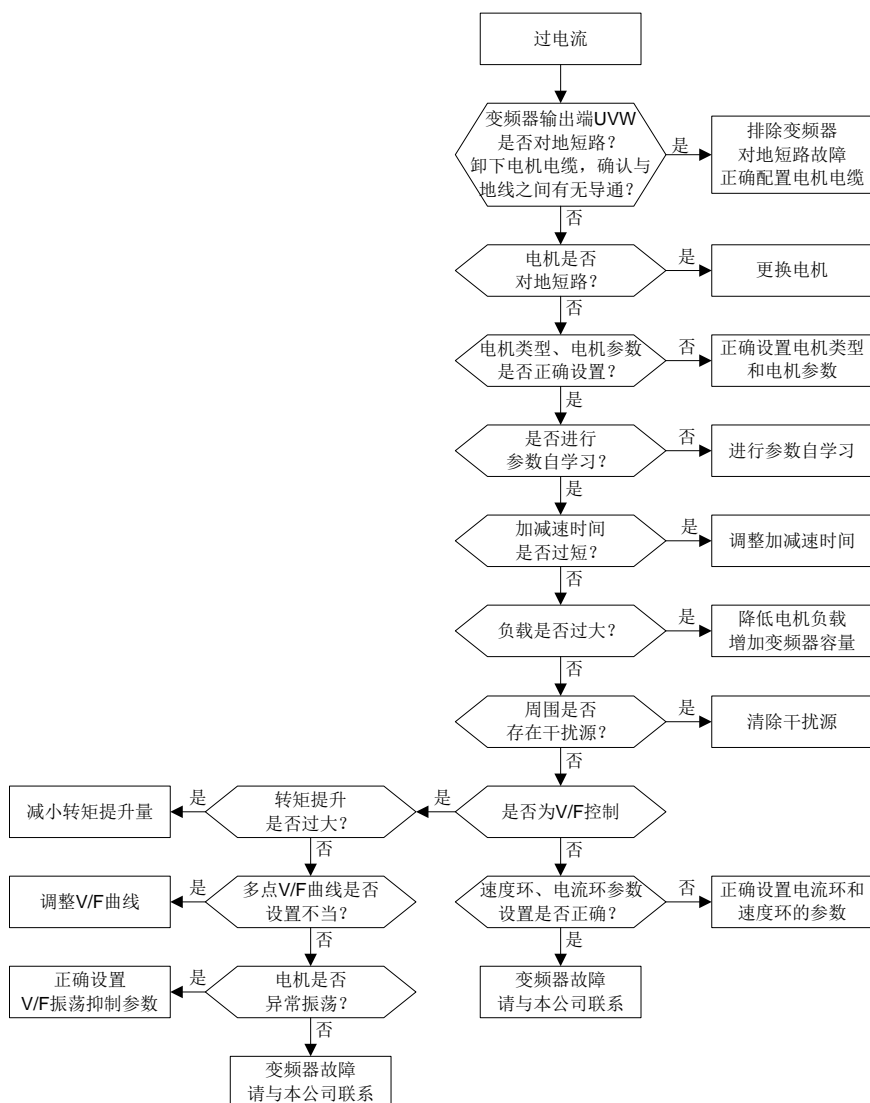 过电流
变频器输出端UVW
是否对地短路？
卸下电机电缆，确认与
地线之间有无导通？
是
排除变频器
对地短路故障
正确配置电机电缆
否
电机是否
对地短路？
是
更换电机
否
电机类型、电机参数
是否正确设置？
否
正确设置电机类型
和电机参数
是
是否进行
参数自学习？
否
进行参数自学习
是
加减速时间
是否过短？
是
调整加减速时间
否
负载是否过大？
是
降低电机负载
增加变频器容量
否
周围是否
存在干扰源？
是
清除干扰源
否
是否为V/F控制
是
转矩提升
是否过大？
是
减小转矩提升量
否
多点V/F曲线是否
设置不当？
是
调整V/F曲线
否
电机是否
异常振荡？
是
正确设置
V/F振荡抑制参数
否
变频器故障
请与本公司联系
否
速度环、电流环参数
设置是否正确？
否
正确设置电流环和
速度环的参数
是
变频器故障
请与本公司联系